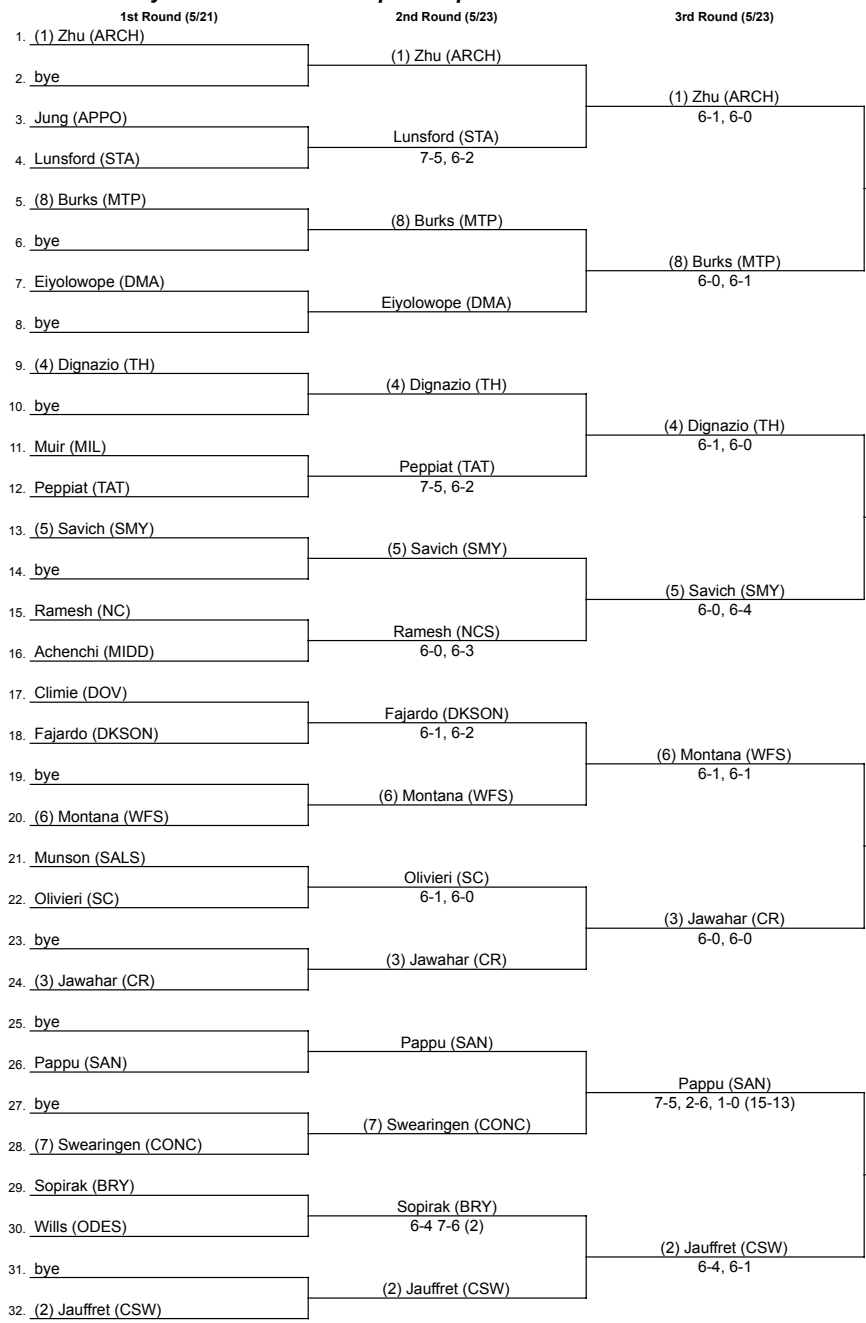 1st Round (5/21)
2nd Round (5/23)
3rd Round (5/23)
1. (1) Zhu (ARCH)
2. bye
3. Jung (APPO)
4. Lunsford (STA)
5. (8) Burks (MTP)
6. bye
7. Eiyolowope (DMA)
8. bye
9. (4) Dignazio (TH)
10. bye
11. Muir (MIL)
12. Peppiat (TAT)
13. (5) Savich (SMY)
14. bye
15. Ramesh (NC)
16. Achenchi (MIDD)
17. Climie (DOV)
18. Fajardo (DKSON)
19. bye
20. (6) Montana (WFS)
21. Munson (SALS)
22. Olivieri (SC)
23. bye
24. (3) Jawahar (CR)
25. bye
26. Pappu (SAN)
27. bye
28. (7) Swearingen (CONC)
29. Sopirak (BRY)
30. Wills (ODES)
31. bye
32. (2) Jauffret (CSW)
(1) Zhu (ARCH)
Lunsford (STA)
7-5, 6-2
(8) Burks (MTP)
Eiyolowope (DMA)
(4) Dignazio (TH)
Peppiat (TAT)
7-5, 6-2
(5) Savich (SMY)
Ramesh (NCS)
6-0, 6-3
Fajardo (DKSON)
6-1, 6-2
(6) Montana (WFS)
Olivieri (SC)
6-1, 6-0
(3) Jawahar (CR)
Pappu (SAN)
(7) Swearingen (CONC)
Sopirak (BRY)
6-4 7-6 (2)
(2) Jauffret (CSW)
(1) Zhu (ARCH)
6-1, 6-0
(8) Burks (MTP)
6-0, 6-1
(4) Dignazio (TH)
6-1, 6-0
(5) Savich (SMY)
6-0, 6-4
(6) Montana (WFS)
6-1, 6-1
(3) Jawahar (CR)
6-0, 6-0
Pappu (SAN)
7-5, 2-6, 1-0 (15-13)
(2) Jauffret (CSW)
6-4, 6-1